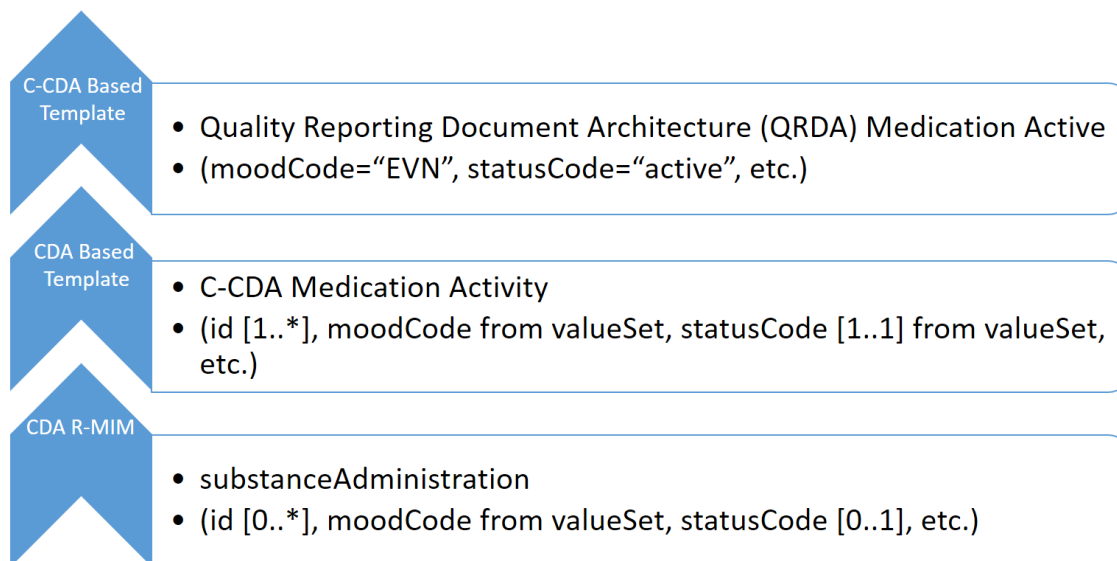 C-CDA Based
Template
• Quality Reporting Document Architecture (QRDA) Medication Active
• (moodCode=“EVN”, statusCode=“active”, etc.)
CDA Based
Template
• C-CDA Medication Activity
• (id [1..*], moodCode from valueSet, statusCode [1..1] from valueSet,
etc.)
CDA R-MIM
• substanceAdministration
• (id [0..*], moodCode from valueSet, statusCode [0..1], etc.)